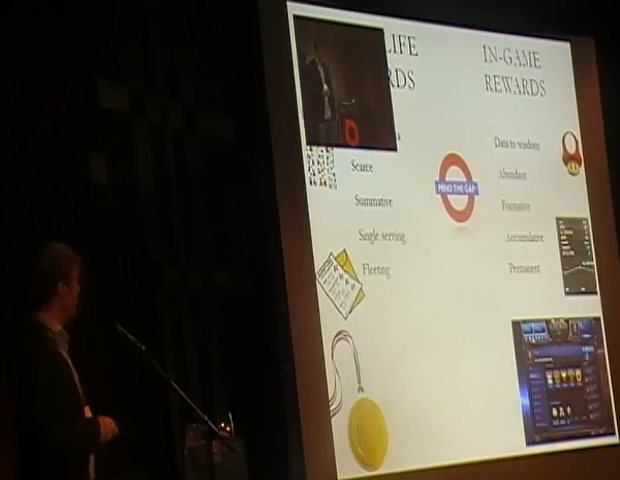 LIFE
RDS
Scarce
Summative
Single serving
Fleeting
MIND THE GAP
IN-GAME
REWARDS
Data to wisdom
Abundant
Formative
Accumulative
Permanent